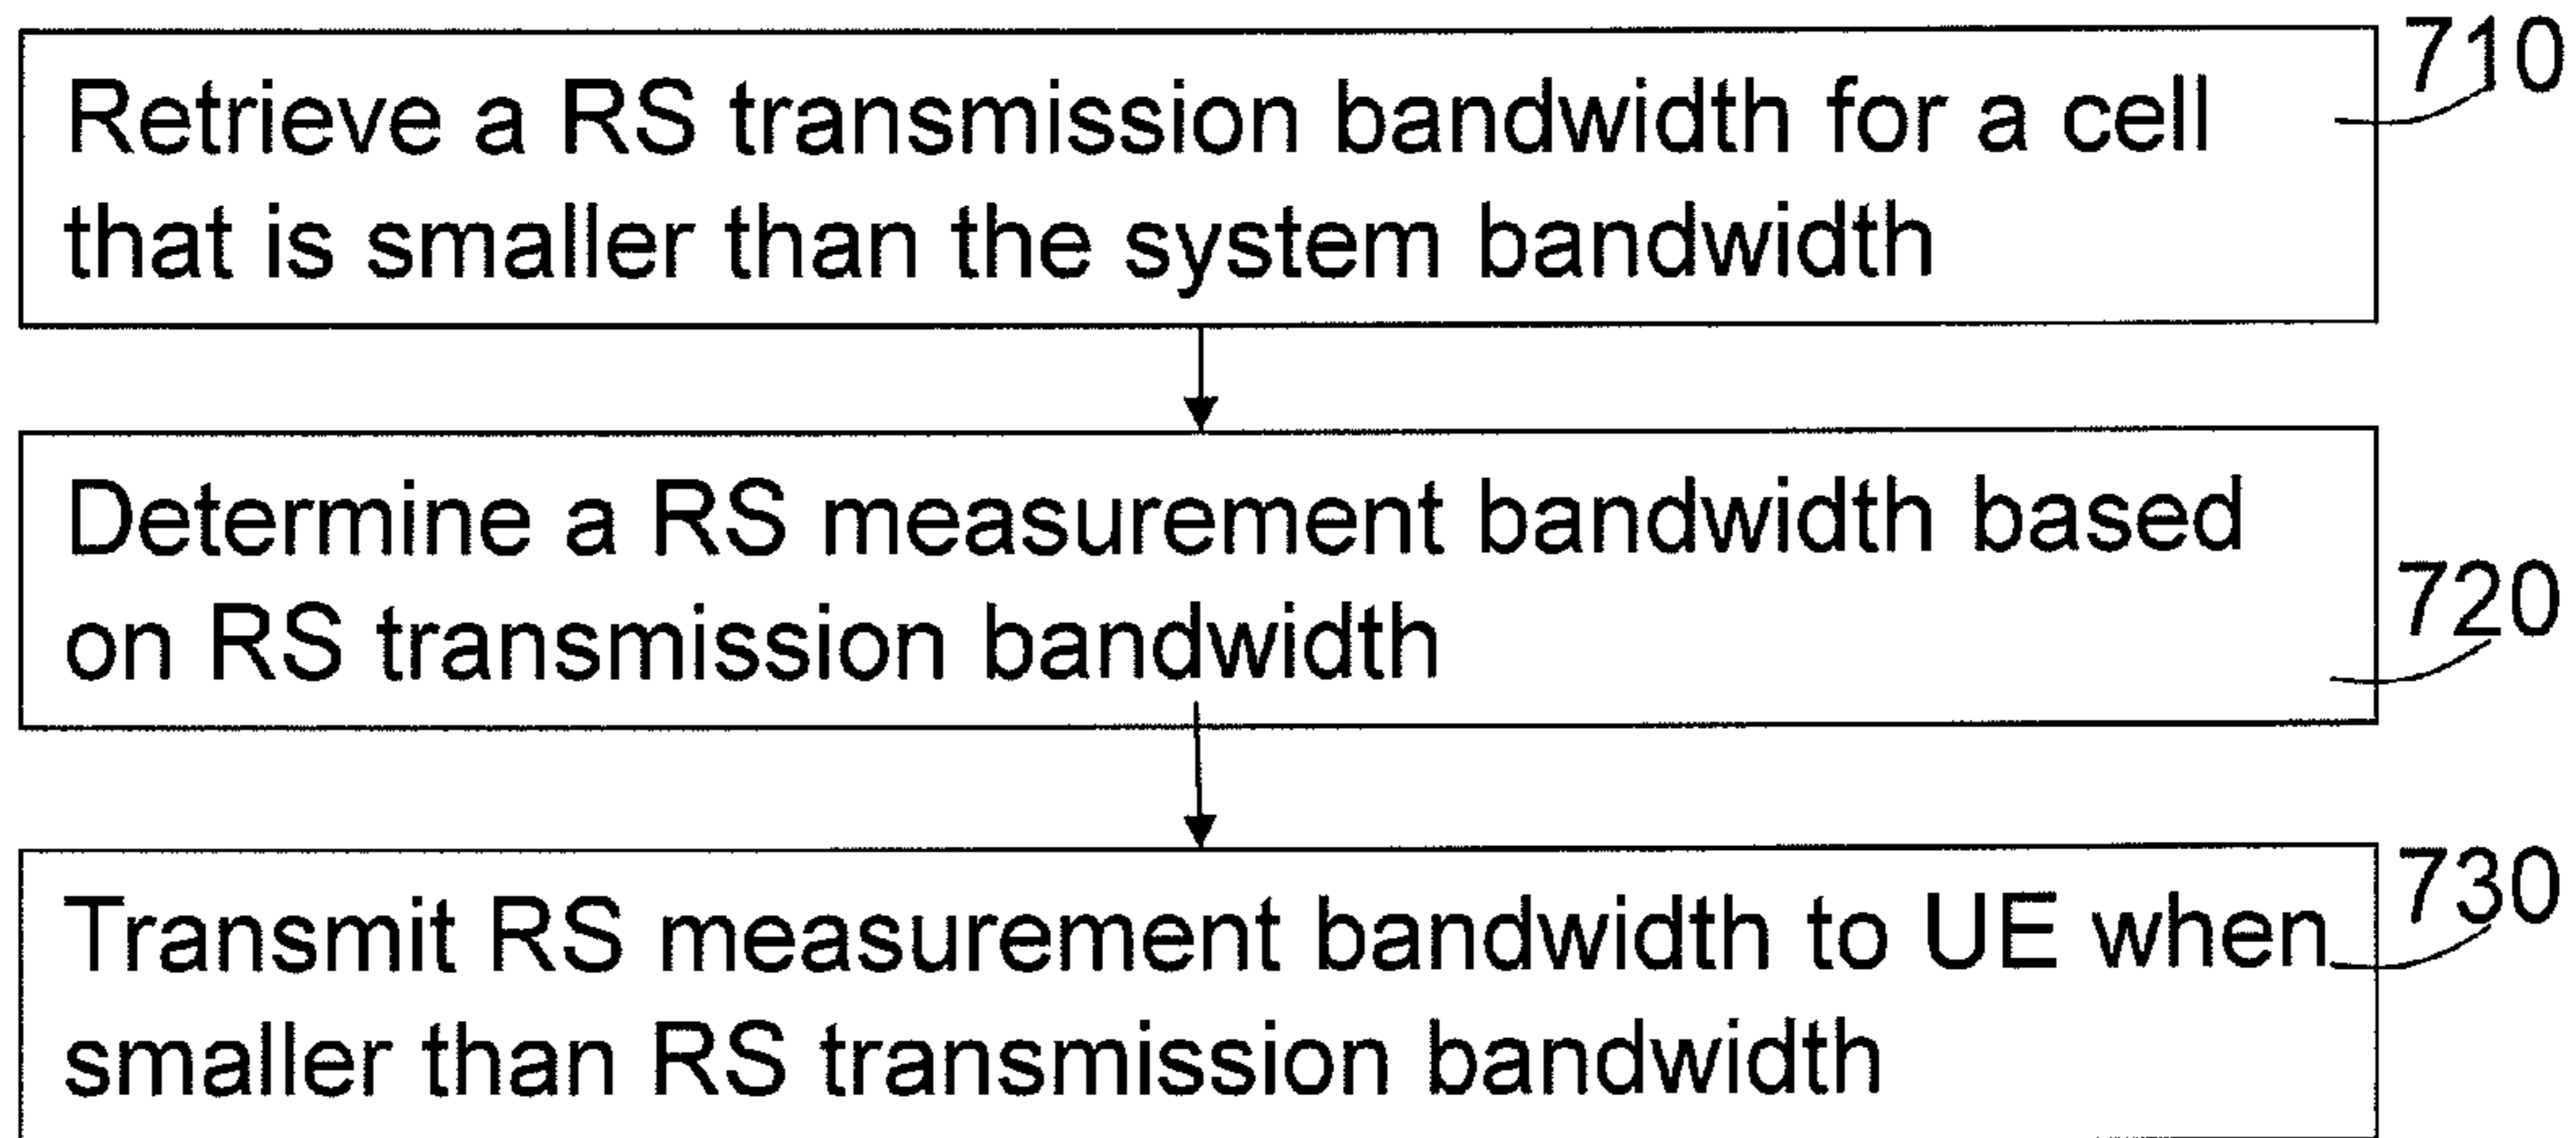 Retrieve a RS transmission bandwidth for a cell
that is smaller than the system bandwidth
710
Determine a RS measurement bandwidth based
on RS transmission bandwidth
720
Transmit RS measurement bandwidth to UE when
smaller than RS transmission bandwidth
730